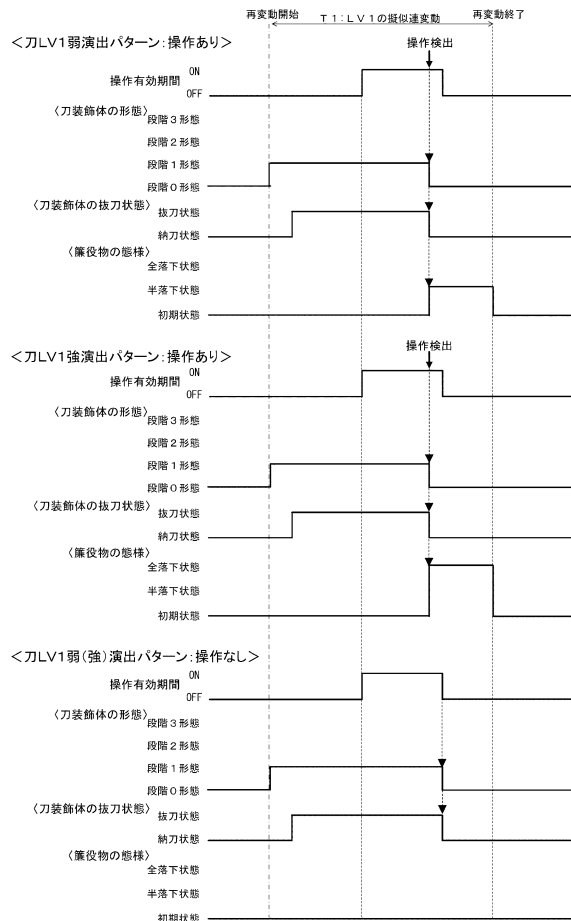 再変動開始 T1:LV1の擬似連変動 再変動終了
＜刀LV1弱演出パターン:操作あり＞
操作検出
操作有効期間
ON
OFF
〈刀装飾体の形態〉
段階3形態
段階2形態
段階1形態
段階0形態
〈刀装飾体の抜刀状態〉
抜刀状態
納刀状態
〈簾役物の態様〉
全落下状態
半落下状態
初期状態
＜刀LV1強演出パターン:操作あり＞
操作検出
操作有効期間
ON
OFF
〈刀装飾体の形態〉
段階3形態
段階2形態
段階1形態
段階0形態
〈刀装飾体の抜刀状態〉
抜刀状態
納刀状態
〈簾役物の態様〉
全落下状態
半落下状態
初期状態
＜刀LV1弱(強)演出パターン:操作なし＞
操作有効期間
ON
OFF
〈刀装飾体の形態〉
段階3形態
段階2形態
段階1形態
段階0形態
〈刀装飾体の抜刀状態〉
抜刀状態
納刀状態
〈簾役物の態様〉
全落下状態
半落下状態
初期状態